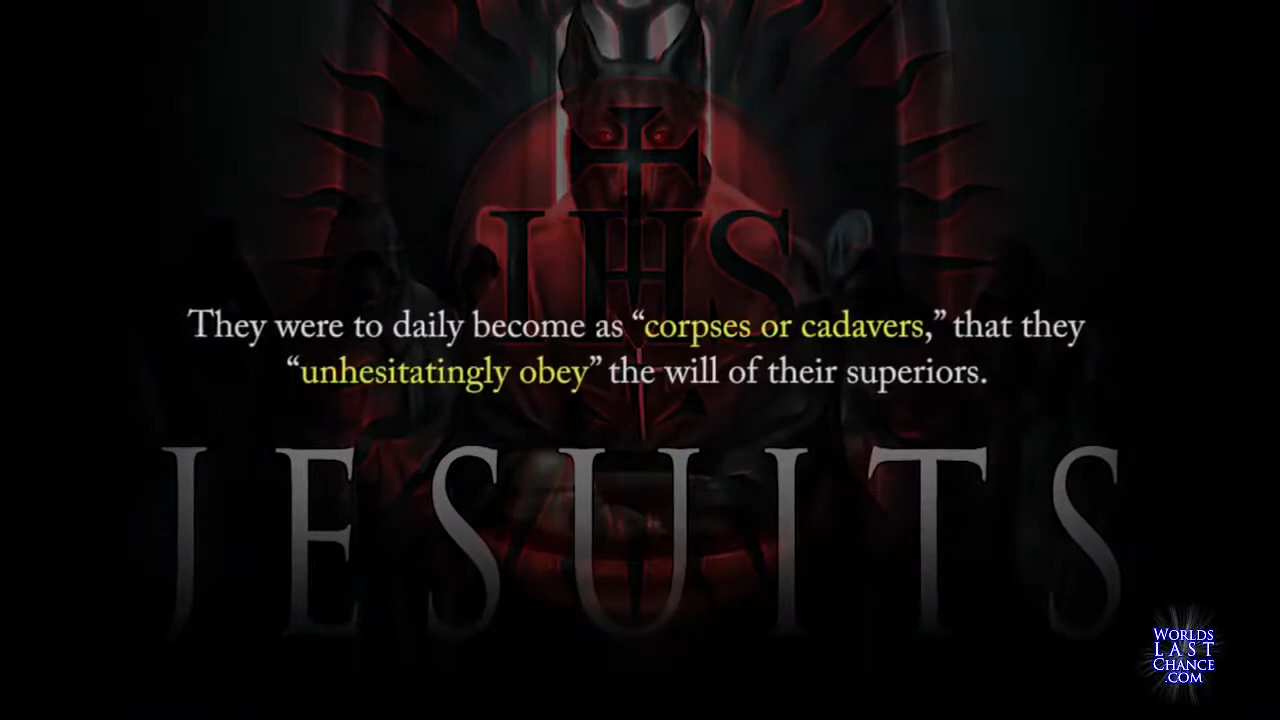 IHS
They were to daily become as “corpses or cadavers,” that they
“unhesitatingly obey” the will of their superiors.
JESUITS
WORLDS
LAST
CHANCE
.COM